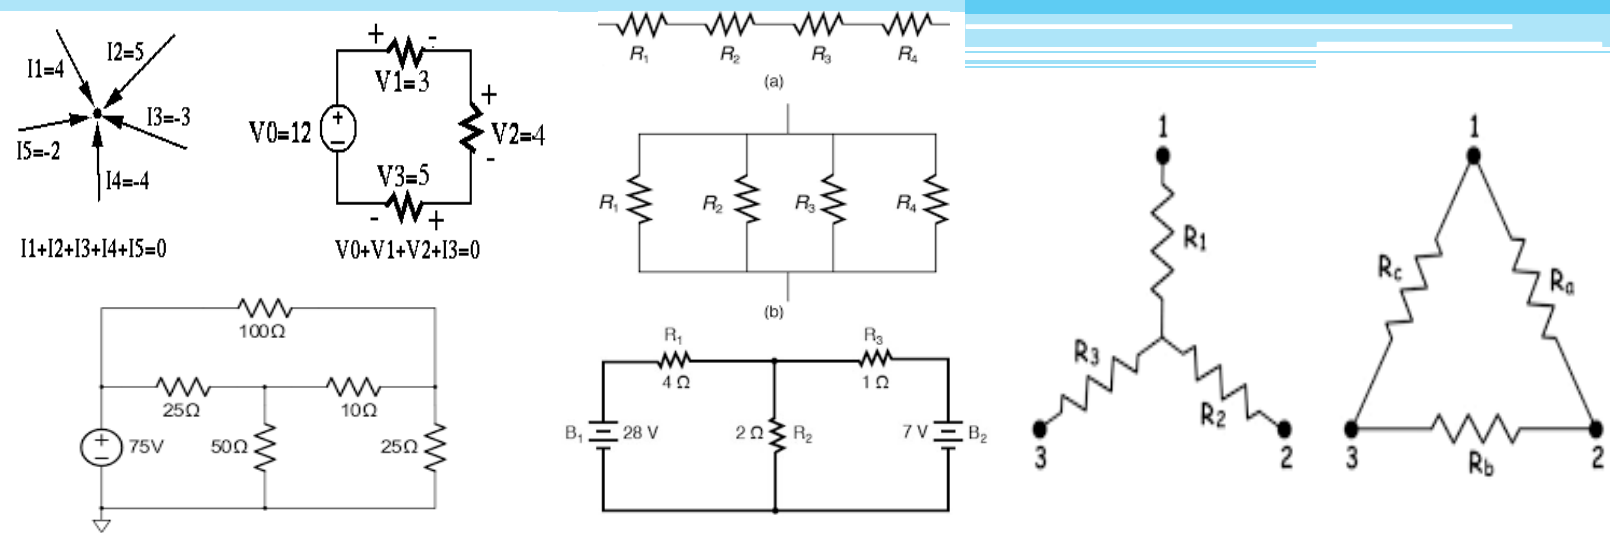 I1=4
I2=5
I3=-3
I5=-2
I4=-4
I1+I2+I3+I4+I5=0
+ -
V1=3
V0=12
+
-
+
V2=4
-
V3=5
- +
V0+V1+V2+I3=0
R1 R2 R3 R4
(a)
R1 R2 R3 R4
(b)
100Ω
25Ω
10Ω
+
-
75V
50Ω
25Ω
R1
4 Ω
R3
1 Ω
B1
28 V
2 Ω
R2
7 V
B2
1
R1
R3
R2
3
2
1
Rc
Ra
3
Rb
2